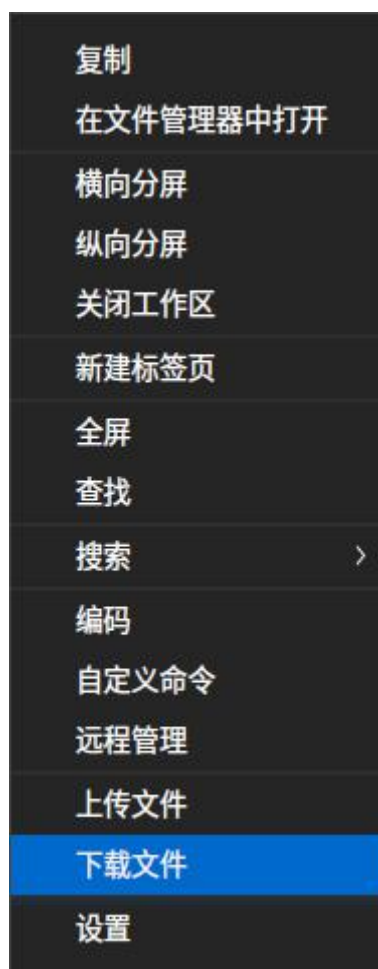 复制
在文件管理器中打开
横向分屏
纵向分屏
关闭工作区
新建标签页
全屏
查找
搜索
编码
自定义命令
远程管理
上传文件
下载文件
设置